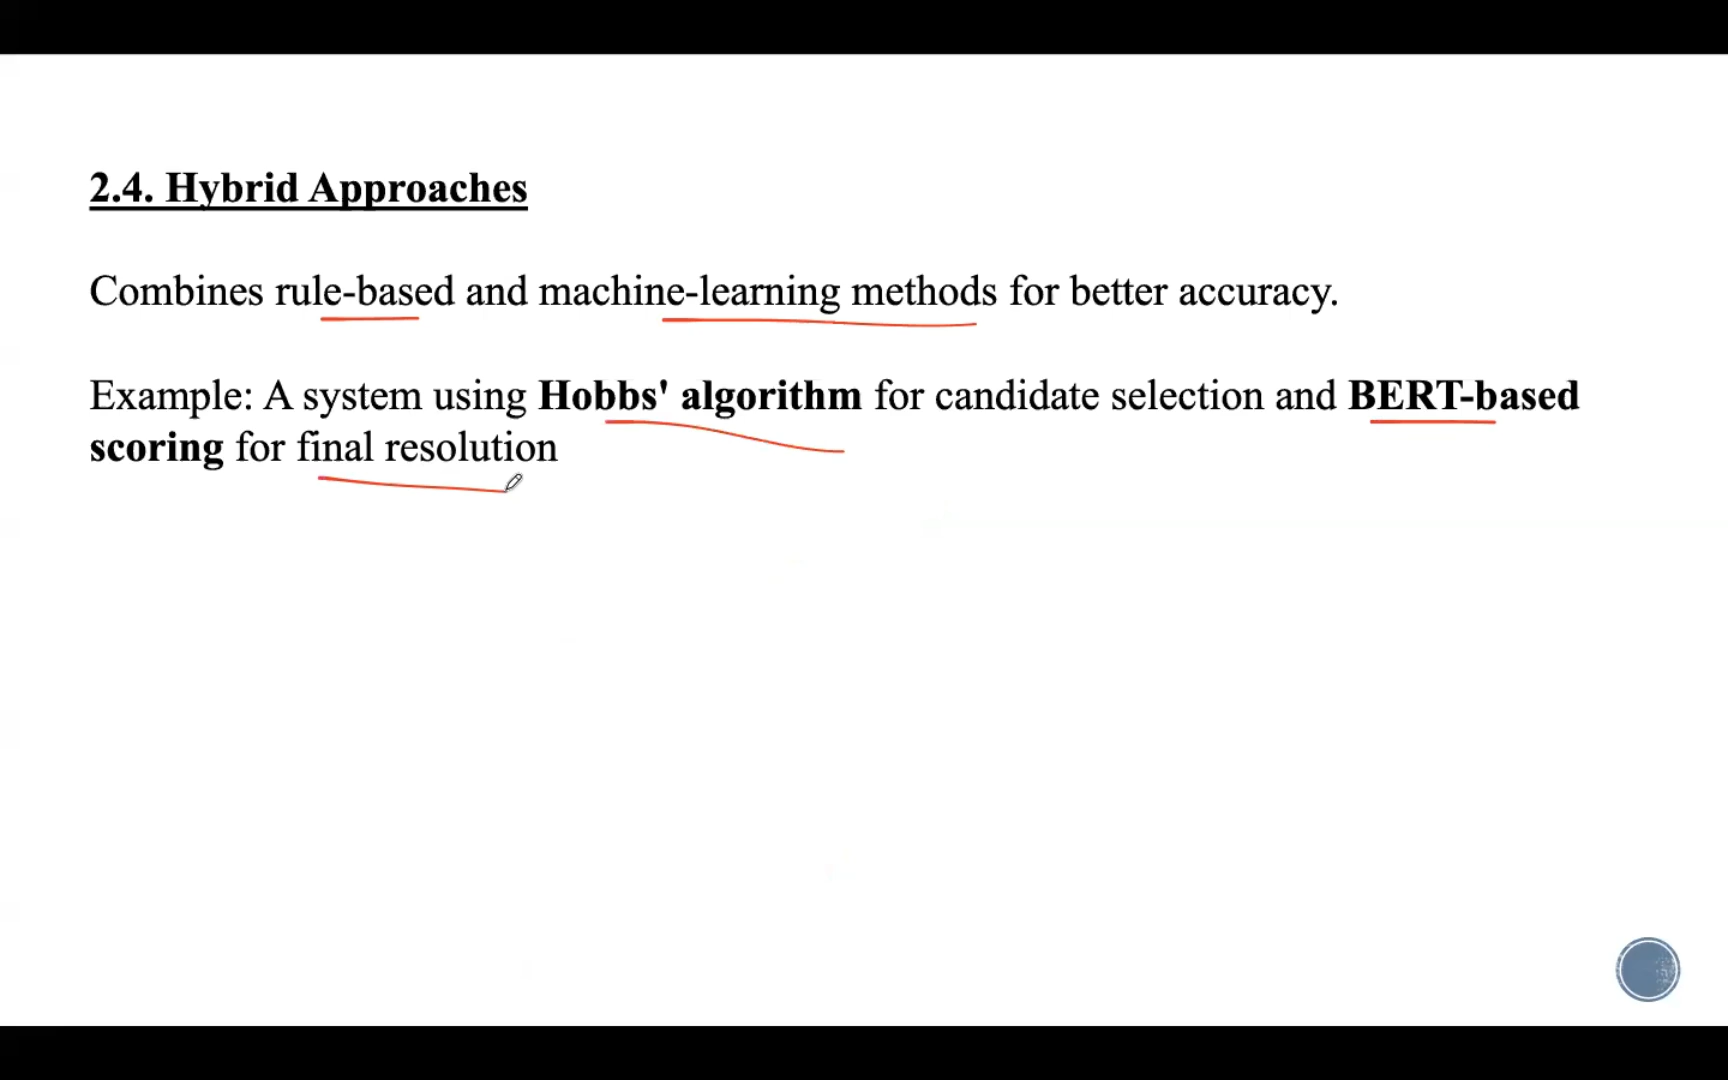 2.4. Hybrid Approaches
Combines rule-based and machine-learning methods for better accuracy.
Example: A system using Hobbs' algorithm for candidate selection and BERT-based
scoring for final resolution